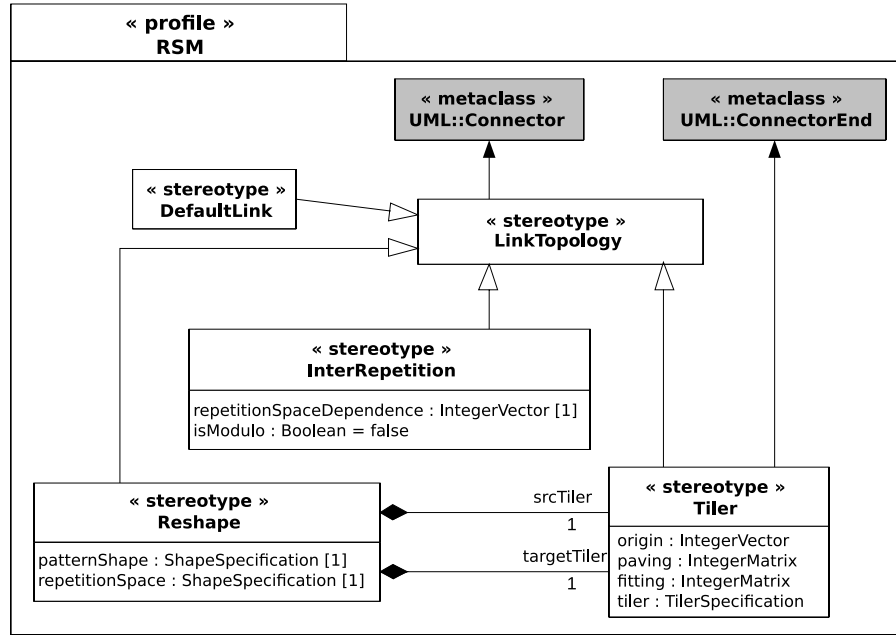 « profile »
RSM
« metaclass »
UML::Connector
« metaclass »
UML::ConnectorEnd
« stereotype »
DefaultLink
« stereotype »
LinkTopology
« stereotype »
InterRepetition
repetitionSpaceDependence : IntegerVector [1]
isModulo : Boolean = false
« stereotype »
Reshape
patternShape : ShapeSpecification [1]
repetitionSpace : ShapeSpecification [1]
srcTiler
1
targetTiler
1
« stereotype »
Tiler
origin : IntegerVector
paving : IntegerMatrix
fitting : IntegerMatrix
tiler : TilerSpecification